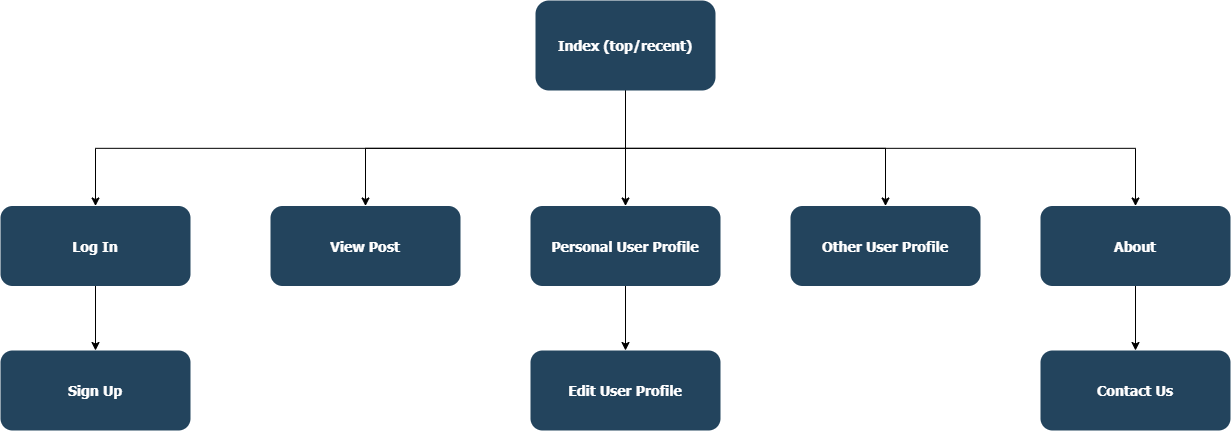 Index (top/recent)
Log In
View Post
Personal User Profile
Other User Profile
About
Sign Up
Edit User Profile
Contact Us